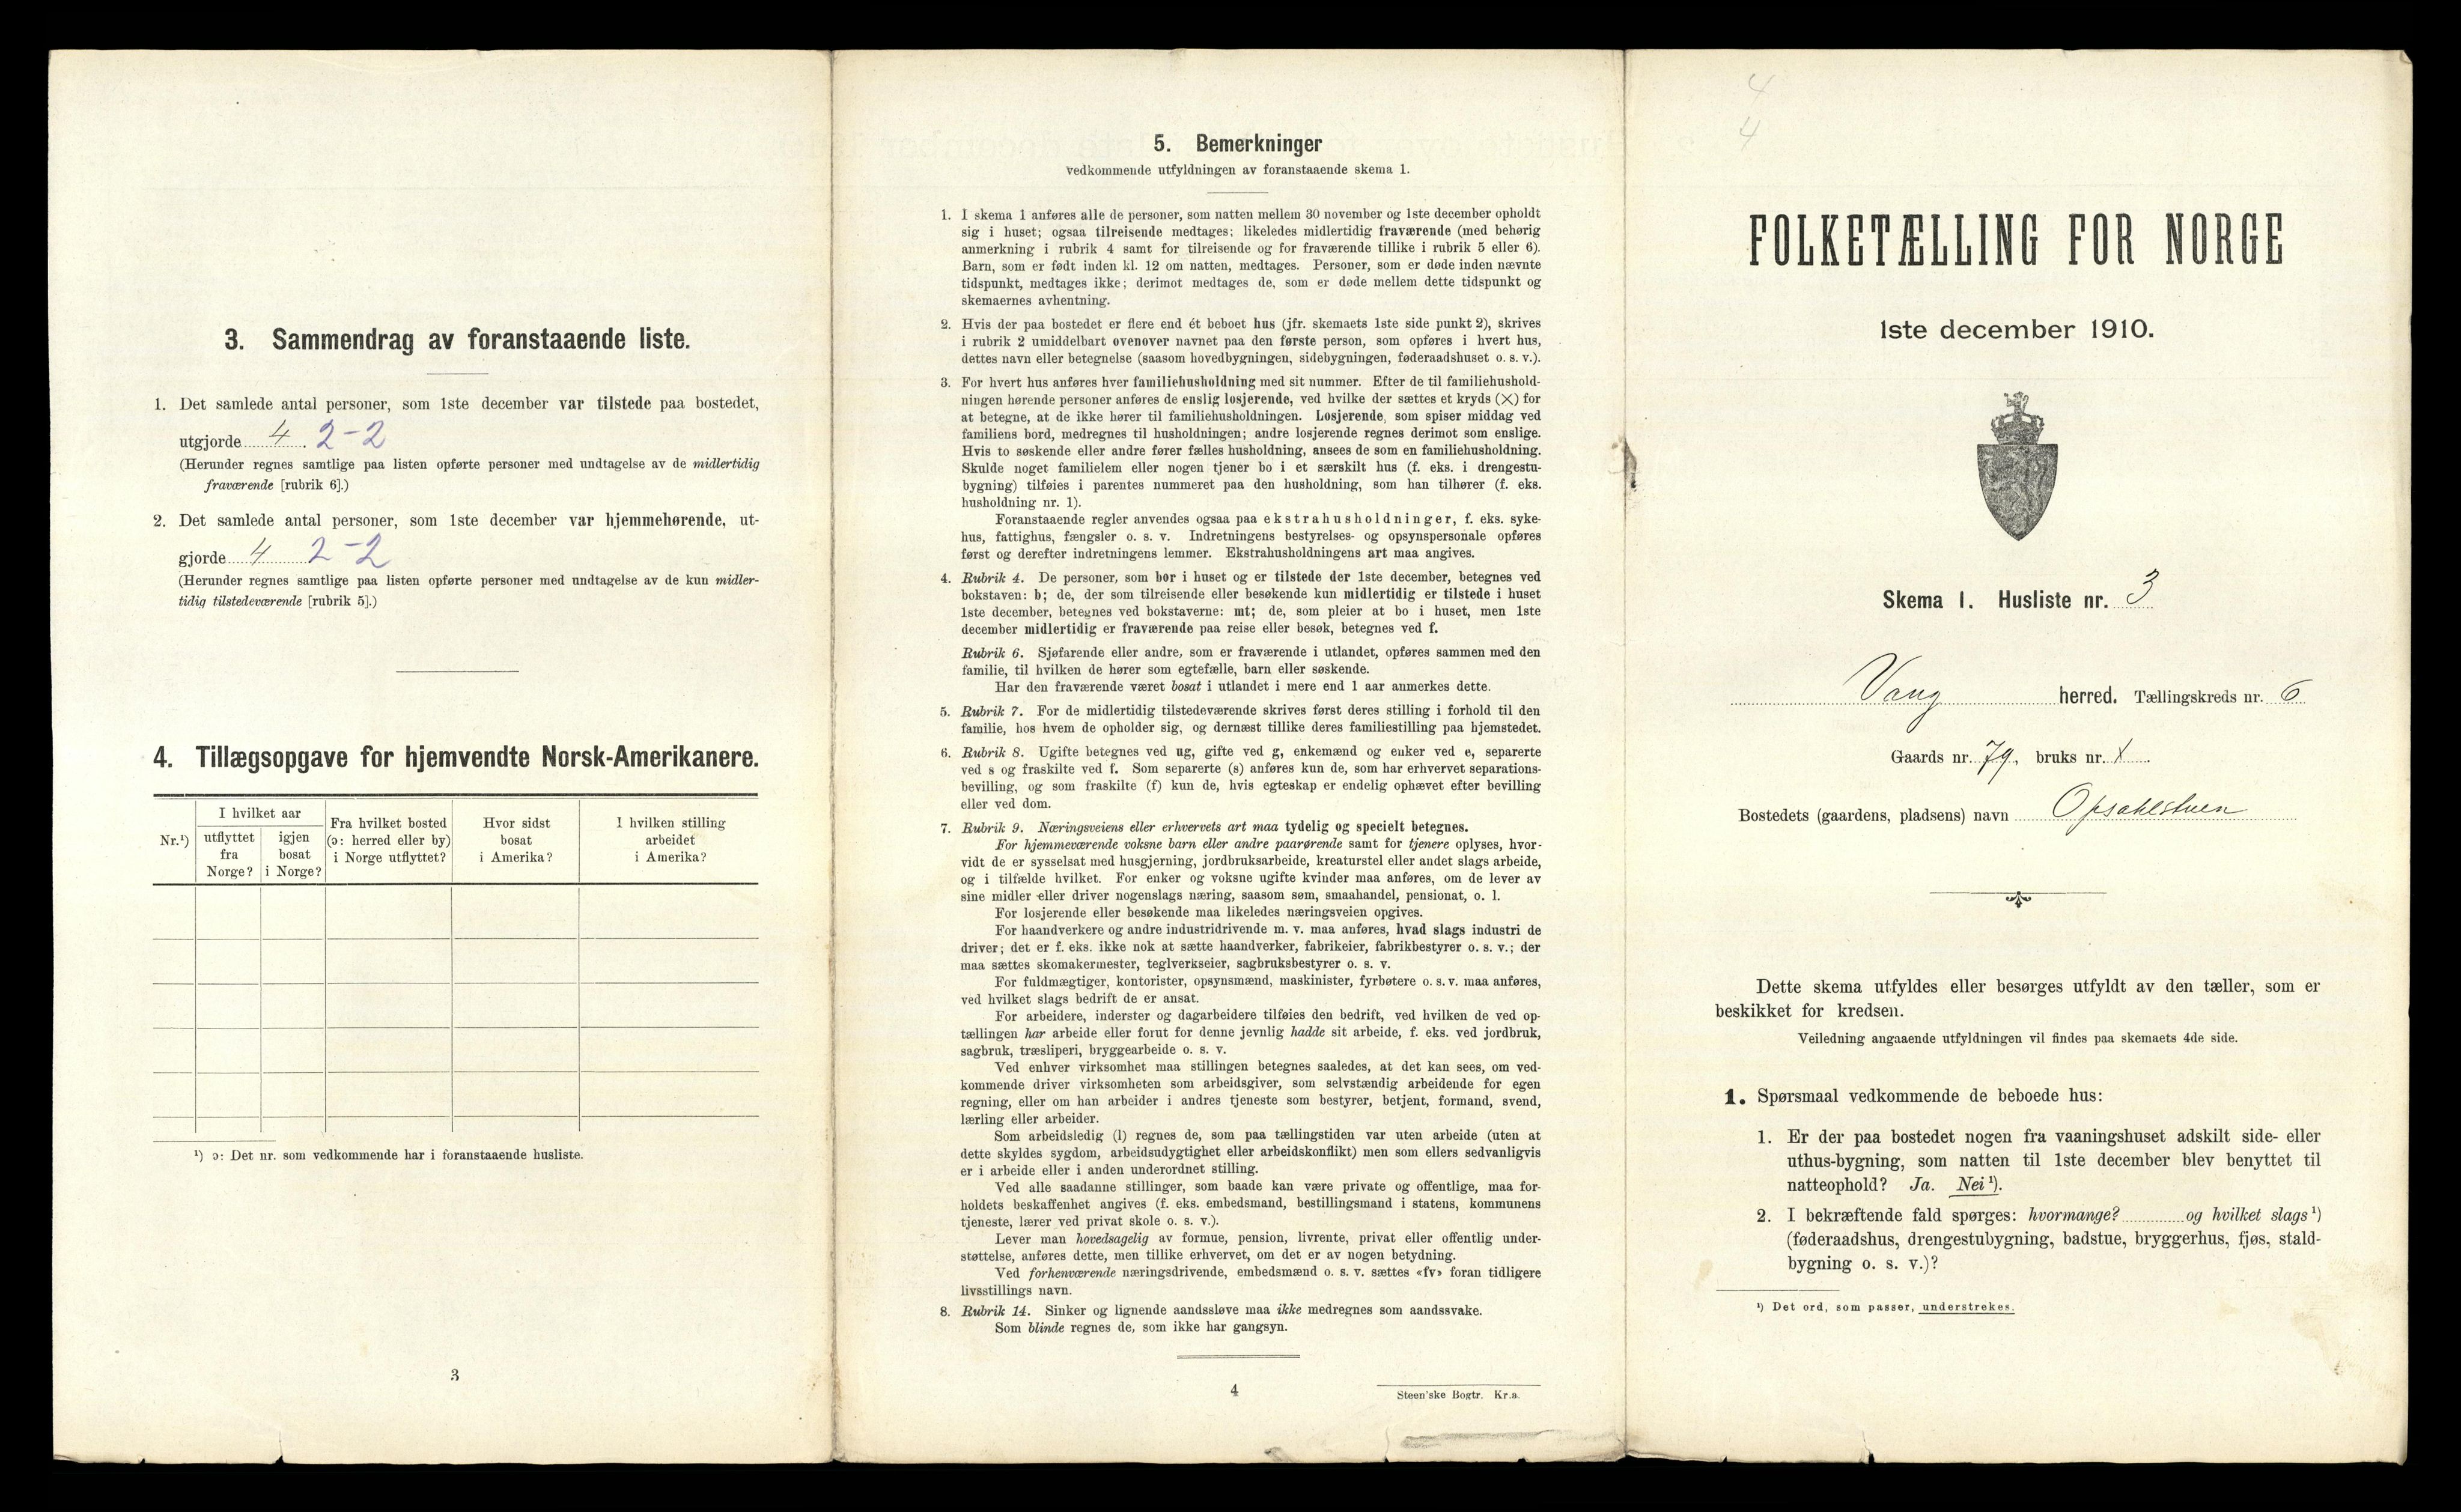 3. Sammendrag av foranstaaende liste.
1. Det samlede antal personer, som 1ste december var tilstede paa bostedet,
utgjorde 4. 2-2
(Herunder regnes samtlige paa listen opførte personer med undtagelse av de midlertidig
fraværende [rubrik 6].)
2. Det samlede antal personer, som 1ste december var hjemmehørende, ut-
gjorde 4 2-2
(Herunder regnes samtlige paa listen opførte personer med undtagelse av de kun midler-
tidig tilstedeværende [rubrik 5].)
4. Tillægsopgave for hjemvendte Norsk-Amerikanere.
Nr.¹)
I hvilket aar
utflyttet
fra
Norge?
igjen
bosat
i Norge?
Fra hvilket bosted
(ɔ: herred eller by)
i Norge utflyttet?
Hvor sidst
bosat
i Amerika?
I hvilken stilling
arbeidet
i Amerika?
¹) ɔ: Det nr. som vedkommende har i foranstaaende husliste.
3
5. Bemerkninger
vedkommende utfyldningen av foranstaaende skema 1.
1. I skema 1 anføres alle de personer, som natten mellem 30 november og 1ste december opholdt
sig i huset; ogsaa tilreisende medtages; likeledes midlertidig fraværende (med behørig
anmerkning i rubrik 4 samt for tilreisende og for fraværende tillike i rubrik 5 eller 6).
Barn, som er født inden kl. 12 om natten, medtages. Personer, som er døde inden nævnte
tidspunkt, medtages ikke; derimot medtages de, som er døde mellem dette tidspunkt og
skemaernes avhentning.
2. Hvis der paa bostedet er flere end ét beboet hus (jfr. skemaets 1ste side punkt 2), skrives
i rubrik 2 umiddelbart ovenover navnet paa den første person, som opføres i hvert hus,
dettes navn eller betegnelse (saasom hovedbygningen, sidebygningen, føderaadshuset o. s. v.).
3. For hvert hus anføres hver familiehusholdning med sit nummer. Efter de til familiehushold-
ningen hørende personer anføres de enslig losjerende, ved hvilke der sættes et kryds (×) for
at betegne, at de ikke hører til familiehusholdningen. Losjerende, som spiser middag ved
familiens bord, medregnes til husholdningen; andre losjerende regnes derimot som enslige.
Hvis to søskende eller andre fører fælles husholdning, ansees de som en familiehusholdning.
Skulde noget familielem eller nogen tjener bo i et særskilt hus (f. eks. i drengestu-
bygning) tilføies i parentes nummeret paa den husholdning, som han tilhører (f. eks.
husholdning nr. 1).
Foranstaaende regler anvendes ogsaa paa ekstrahusholdninger, f. eks. syke-
hus, fattighus, fængsler o. s. v. Indretningens bestyrelses- og opsynspersonale opføres
først og derefter indretningens lemmer. Ekstrahusholdningens art maa angives.
4. Rubrik 4. De personer, som bor i huset og er tilstede der 1ste december, betegnes ved
bokstaven: b; de, der som tilreisende eller besøkende kun midlertidig er tilstede i huset
1ste december, betegnes ved bokstaverne: mt; de, som pleier at bo i huset, men 1ste
december midlertidig er fraværende paa reise eller besøk, betegnes ved f.
Rubrik 6. Sjøfarende eller andre, som er fraværende i utlandet, opføres sammen med den
familie, til hvilken de hører som egtefælle, barn eller søskende.
Har den fraværende været bosat i utlandet i mere end 1 aar anmerkes dette.
5. Rubrik 7. For de midlertidig tilstedeværende skrives først deres stilling i forhold til den
familie, hos hvem de opholder sig, og dernæst tillike deres familiestilling paa hjemstedet.
6. Rubrik 8. Ugifte betegnes ved ug, gifte ved g, enkemænd og enker ved e, separerte
ved s og fraskilte ved f. Som separerte (s) anføres kun de, som har erhvervet separations-
bevilling, og som fraskilte (f) kun de, hvis egteskap er endelig ophævet efter bevilling
eller ved dom.
7. Rubrik 9. Næringsveiens eller erhvervets art maa tydelig og specielt betegnes.
For hjemmeværende voksne barn eller andre paarørende samt for tjenere oplyses, hvor-
vidt de er sysselsat med husgjerning, jordbruksarbeide, kreaturstel eller andet slags arbeide,
og i tilfælde hvilket. For enker og voksne ugifte kvinder maa anføres, om de lever av
sine midler eller driver nogenslags næring, saasom søm, smaahandel, pensionat, o. l.
For losjerende eller besøkende maa likeledes næringsveien opgives.
For haandverkere og andre industridrivende m. v. maa anføres, hvad slags industri de
driver; det er f. eks. ikke nok at sætte haandverker, fabrikeier, fabrikbestyrer o. s. v.; der
maa sættes skomakermester, teglverkseier, sagbruksbestyrer o. s. v.
For fuldmægtiger, kontorister, opsynsmænd, maskinister, fyrbøtere o. s. v. maa anføres,
ved hvilket slags bedrift de er ansat.
For arbeidere, inderster og dagarbeidere tilføies den bedrift, ved hvilken de ved op-
tællingen har arbeide eller forut for denne jevnlig hadde sit arbeide, f. eks. ved jordbruk,
sagbruk, træsliperi, bryggearbeide o. s. v.
Ved enhver virksomhet maa stillingen betegnes saaledes, at det kan sees, om ved-
kommende driver virksomheten som arbeidsgiver, som selvstændig arbeidende for egen
regning, eller om han arbeider i andres tjeneste som bestyrer, betjent, formand, svend,
lærling eller arbeider.
Som arbeidsledig (l) regnes de, som paa tællingstiden var uten arbeide (uten at
dette skyldes sygdom, arbeidsudygtighet eller arbeidskonflikt) men som ellers sedvanligvis
er i arbeide eller i anden underordnet stilling.
Ved alle saadanne stillinger, som baade kan være private og offentlige, maa for-
holdets beskaffenhet angives (f. eks. embedsmand, bestillingsmand i statens, kommunens
tjeneste, lærer ved privat skole o. s. v.).
Lever man hovedsagelig av formue, pension, livrente, privat eller offentlig under-
støttelse, anføres dette, men tillike erhvervet, om det er av nogen betydning.
Ved forhenværende næringsdrivende, embedsmænd o. s. v. sættes «fv» foran tidligere
livsstillings navn.
8. Rubrik 14. Sinker og lignende aandssløve maa ikke medregnes som aandssvake.
Som blinde regnes de, som ikke har gangsyn.
4
Steen'ske Bogtr. Kr.a.
4
4
FOLKETÆLLING FOR NORGE
1ste december 1910.
Skema 1. Husliste nr. 3
Vang herred. Tællingskreds nr. 6
Gaards nr. 79, bruks nr. X.
Bostedets (gaardens, pladsens) navn Opsahlstuen
Dette skema utfyldes eller besørges utfyldt av den tæller, som er
beskikket for kredsen.
Veiledning angaaende utfyldningen vil findes paa skemaets 4de side.
1. Spørsmaal vedkommende de beboede hus:
1. Er der paa bostedet nogen fra vaaningshuset adskilt side- eller
uthus-bygning, som natten til 1ste december blev benyttet til
natteophold? Ja. Nei ¹).
2. I bekræftende fald spørges: hvormange? og hvilket slags ¹)
(føderaadshus, drengestubygning, badstue, bryggerhus, fjøs, stald-
bygning o. s. v.)?
¹) Det ord, som passer, understrekes.